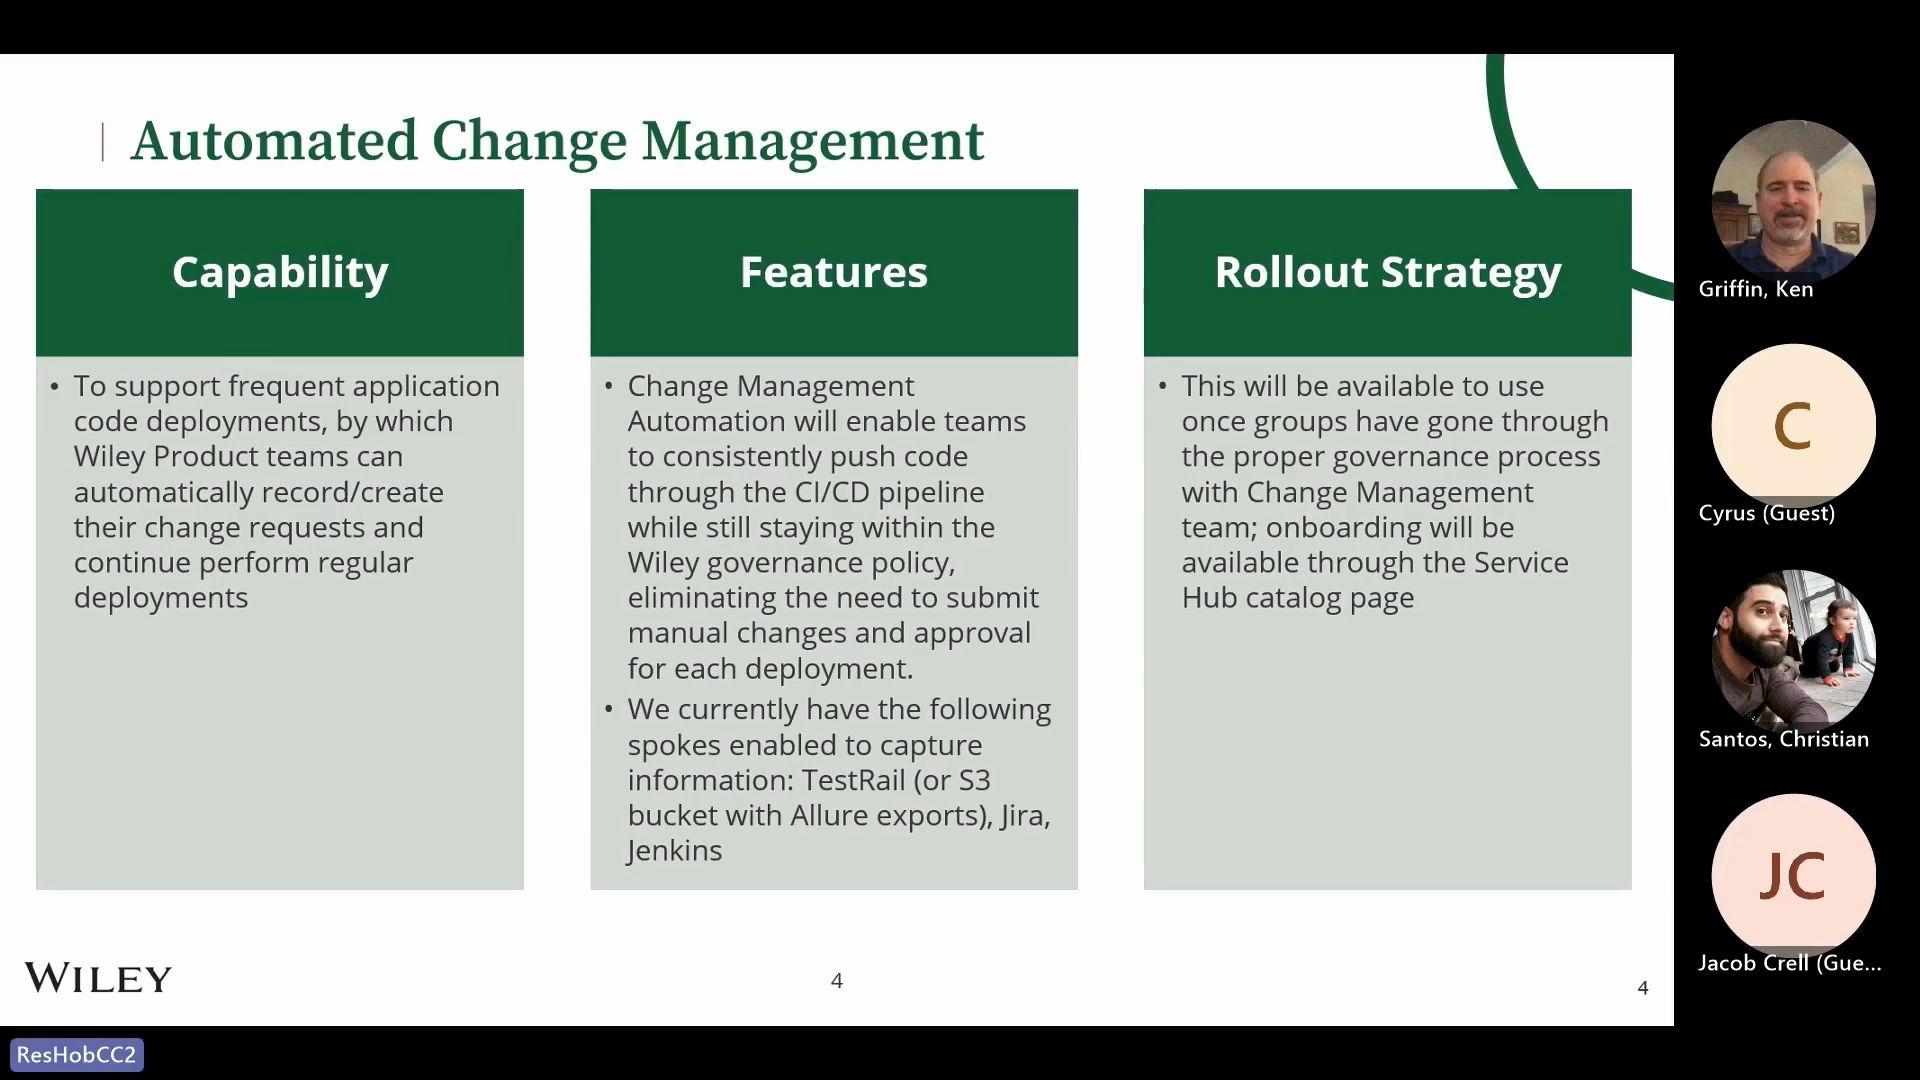 Automated Change Management
Capability
• To support frequent application
code deployments, by which
Wiley Product teams can
automatically record/create
their change requests and
continue perform regular
deployments
Features
• Change Management
Automation will enable teams
to consistently push code
through the CI/CD pipeline
while still staying within the
Wiley governance policy,
eliminating the need to submit
manual changes and approval
for each deployment.
• We currently have the following
spokes enabled to capture
information: TestRail (or S3
bucket with Allure exports), Jira,
Jenkins
Rollout Strategy
• This will be available to use
once groups have gone through
the proper governance process
with Change Management
team; onboarding will be
available through the Service
Hub catalog page
WILEY
4
4
Griffin, Ken
C
Cyrus (Guest)
Santos, Christian
JC
Jacob Crell (Gue...
ResHobCC2